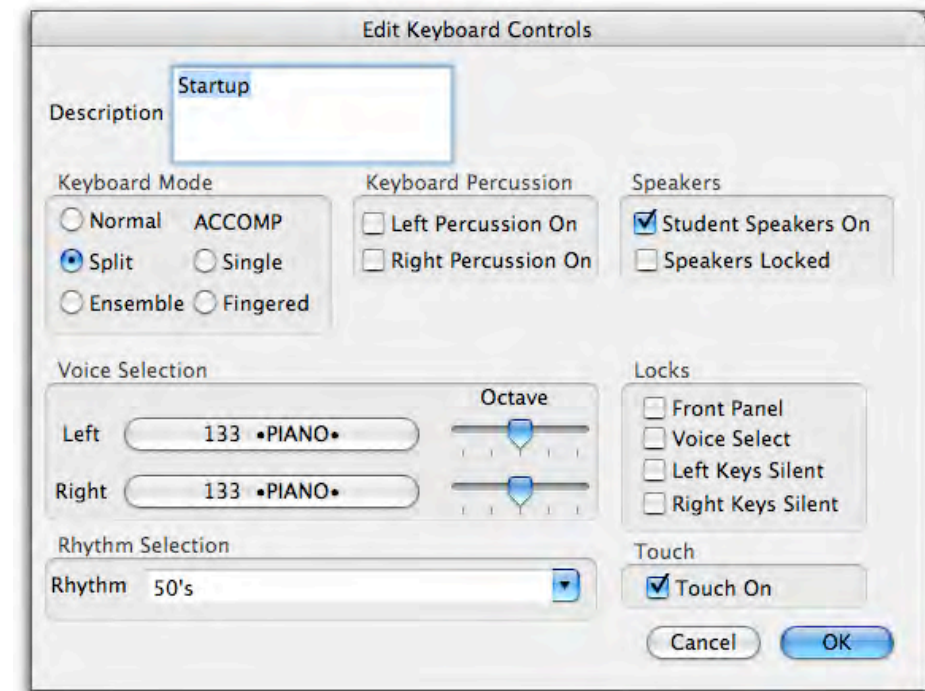 Edit Keyboard Controls
Description
Startup
Keyboard Mode
Normal ACCOMP
Split Single
Ensemble Fingered
Keyboard Percussion
Left Percussion On
Right Percussion On
Speakers
Student Speakers On
Speakers Locked
Voice Selection
Octave
Left 133 •PIANO•
Right 133 •PIANO•
Locks
Front Panel
Voice Select
Left Keys Silent
Right Keys Silent
Rhythm Selection
Rhythm 50's
Touch
Touch On
Cancel OK